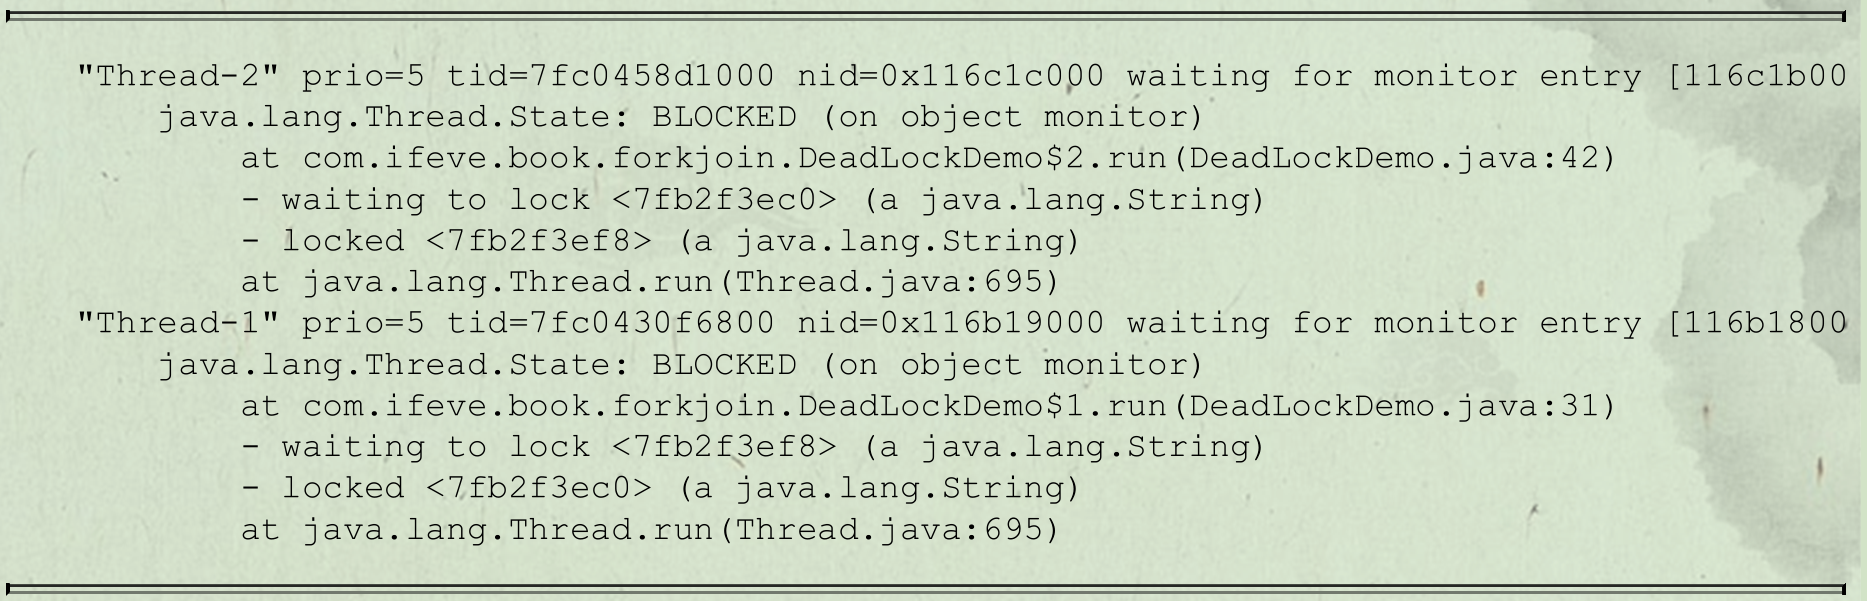 "Thread-2" prio=5 tid=7fc0458d1000 nid=0x116c1c000 waiting for monitor entry [116c1b00
java.lang.Thread.State: BLOCKED (on object monitor)
at com.ifeve.book.forkjoin.DeadLockDemo$2.run(DeadLockDemo.java:42)
- waiting to lock <7fb2f3ec0> (a java.lang.String)
- locked <7fb2f3ef8> (a java.lang.String)
at java.lang.Thread.run(Thread.java:695)
"Thread-1" prio=5 tid=7fc0430f6800 nid=0x116b19000 waiting for monitor entry [116b1800
java.lang.Thread.State: BLOCKED (on object monitor)
at com.ifeve.book.forkjoin.DeadLockDemo$1.run(DeadLockDemo.java:31)
- waiting to lock <7fb2f3ef8> (a java.lang.String)
- locked <7fb2f3ec0> (a java.lang.String)
at java.lang.Thread.run(Thread.java:695)